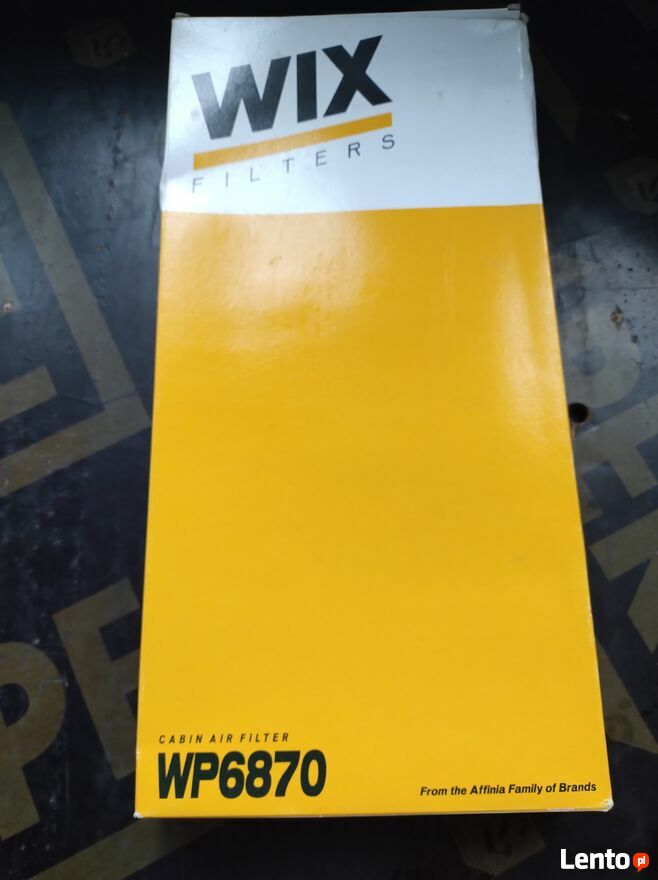 WIX
FILTERS
CABIN AIR FILTER
WP6870
From the Affinia Family of Brands
Lento.pl